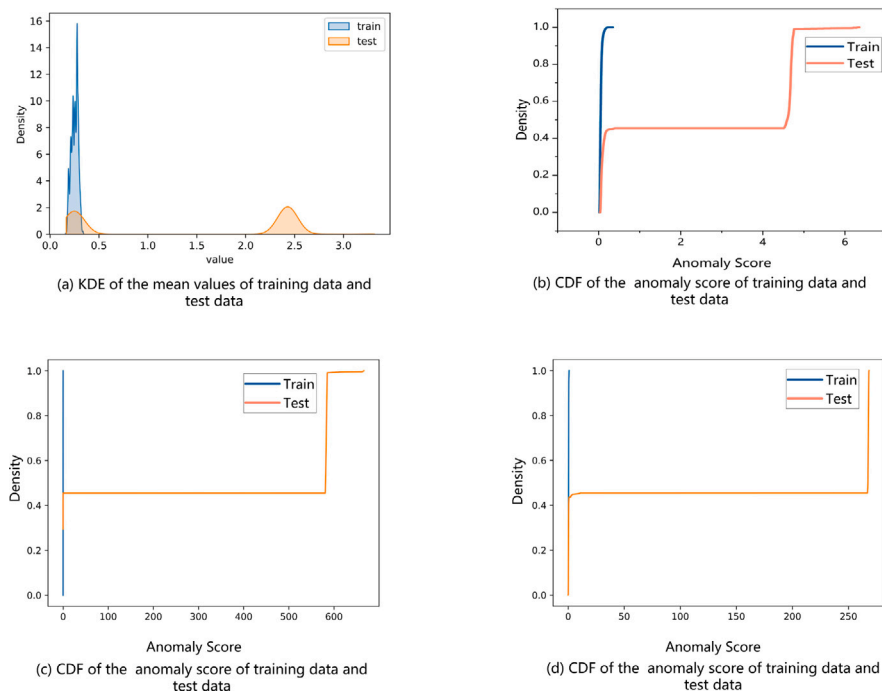 train
test
16
14
12
10
8
6
4
2
0
Density
0.0 0.5 1.0 1.5 2.0 2.5 3.0
value
(a) KDE of the mean values of training data and
test data
Train
Test
1.0
0.8
0.6
0.4
0.2
0.0
Density
0 2 4 6
Anomaly Score
(b) CDF of the anomaly score of training data and
test data
Train
Test
1.0
0.8
0.6
0.4
0.2
0.0
Density
0 100 200 300 400 500 600
Anomaly Score
(c) CDF of the anomaly score of training data and
test data
Train
Test
1.0
0.8
0.6
0.4
0.2
0.0
Density
0 50 100 150 200 250
Anomaly Score
(d) CDF of the anomaly score of training data and
test data